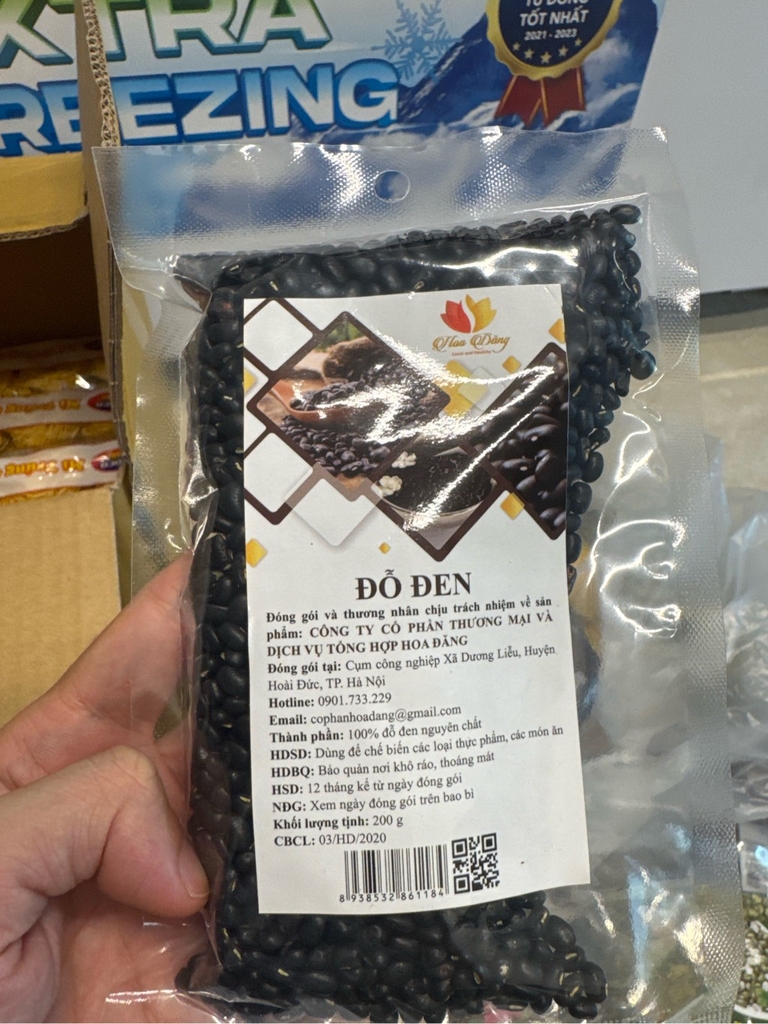 XTRA
REEZING
TỐT NHẤT
2021 - 2023
Hoa Đăng
ĐỖ ĐEN
Đóng gói và thương nhân chịu trách nhiệm về sản
phẩm: CÔNG TY CỔ PHẦN THƯƠNG MẠI VÀ
DỊCH VỤ TỔNG HỢP HOA ĐĂNG
Đóng gói tại: Cụm công nghiệp Xã Dương Liễu, Huyện
Hoài Đức, TP. Hà Nội
Hotline: 0901.733.229
Email: cophanhoadang@gmail.com
Thành phần: 100% đỗ đen nguyên chất
HDSD: Dùng để chế biến các loại thực phẩm, các món ăn
HDBQ: Bảo quản nơi khô ráo, thoáng mát
HSD: 12 tháng kể từ ngày đóng gói
NĐG: Xem ngày đóng gói trên bao bì
Khối lượng tịnh: 200 g
CBCL: 03/HD/2020
8 938532 861184